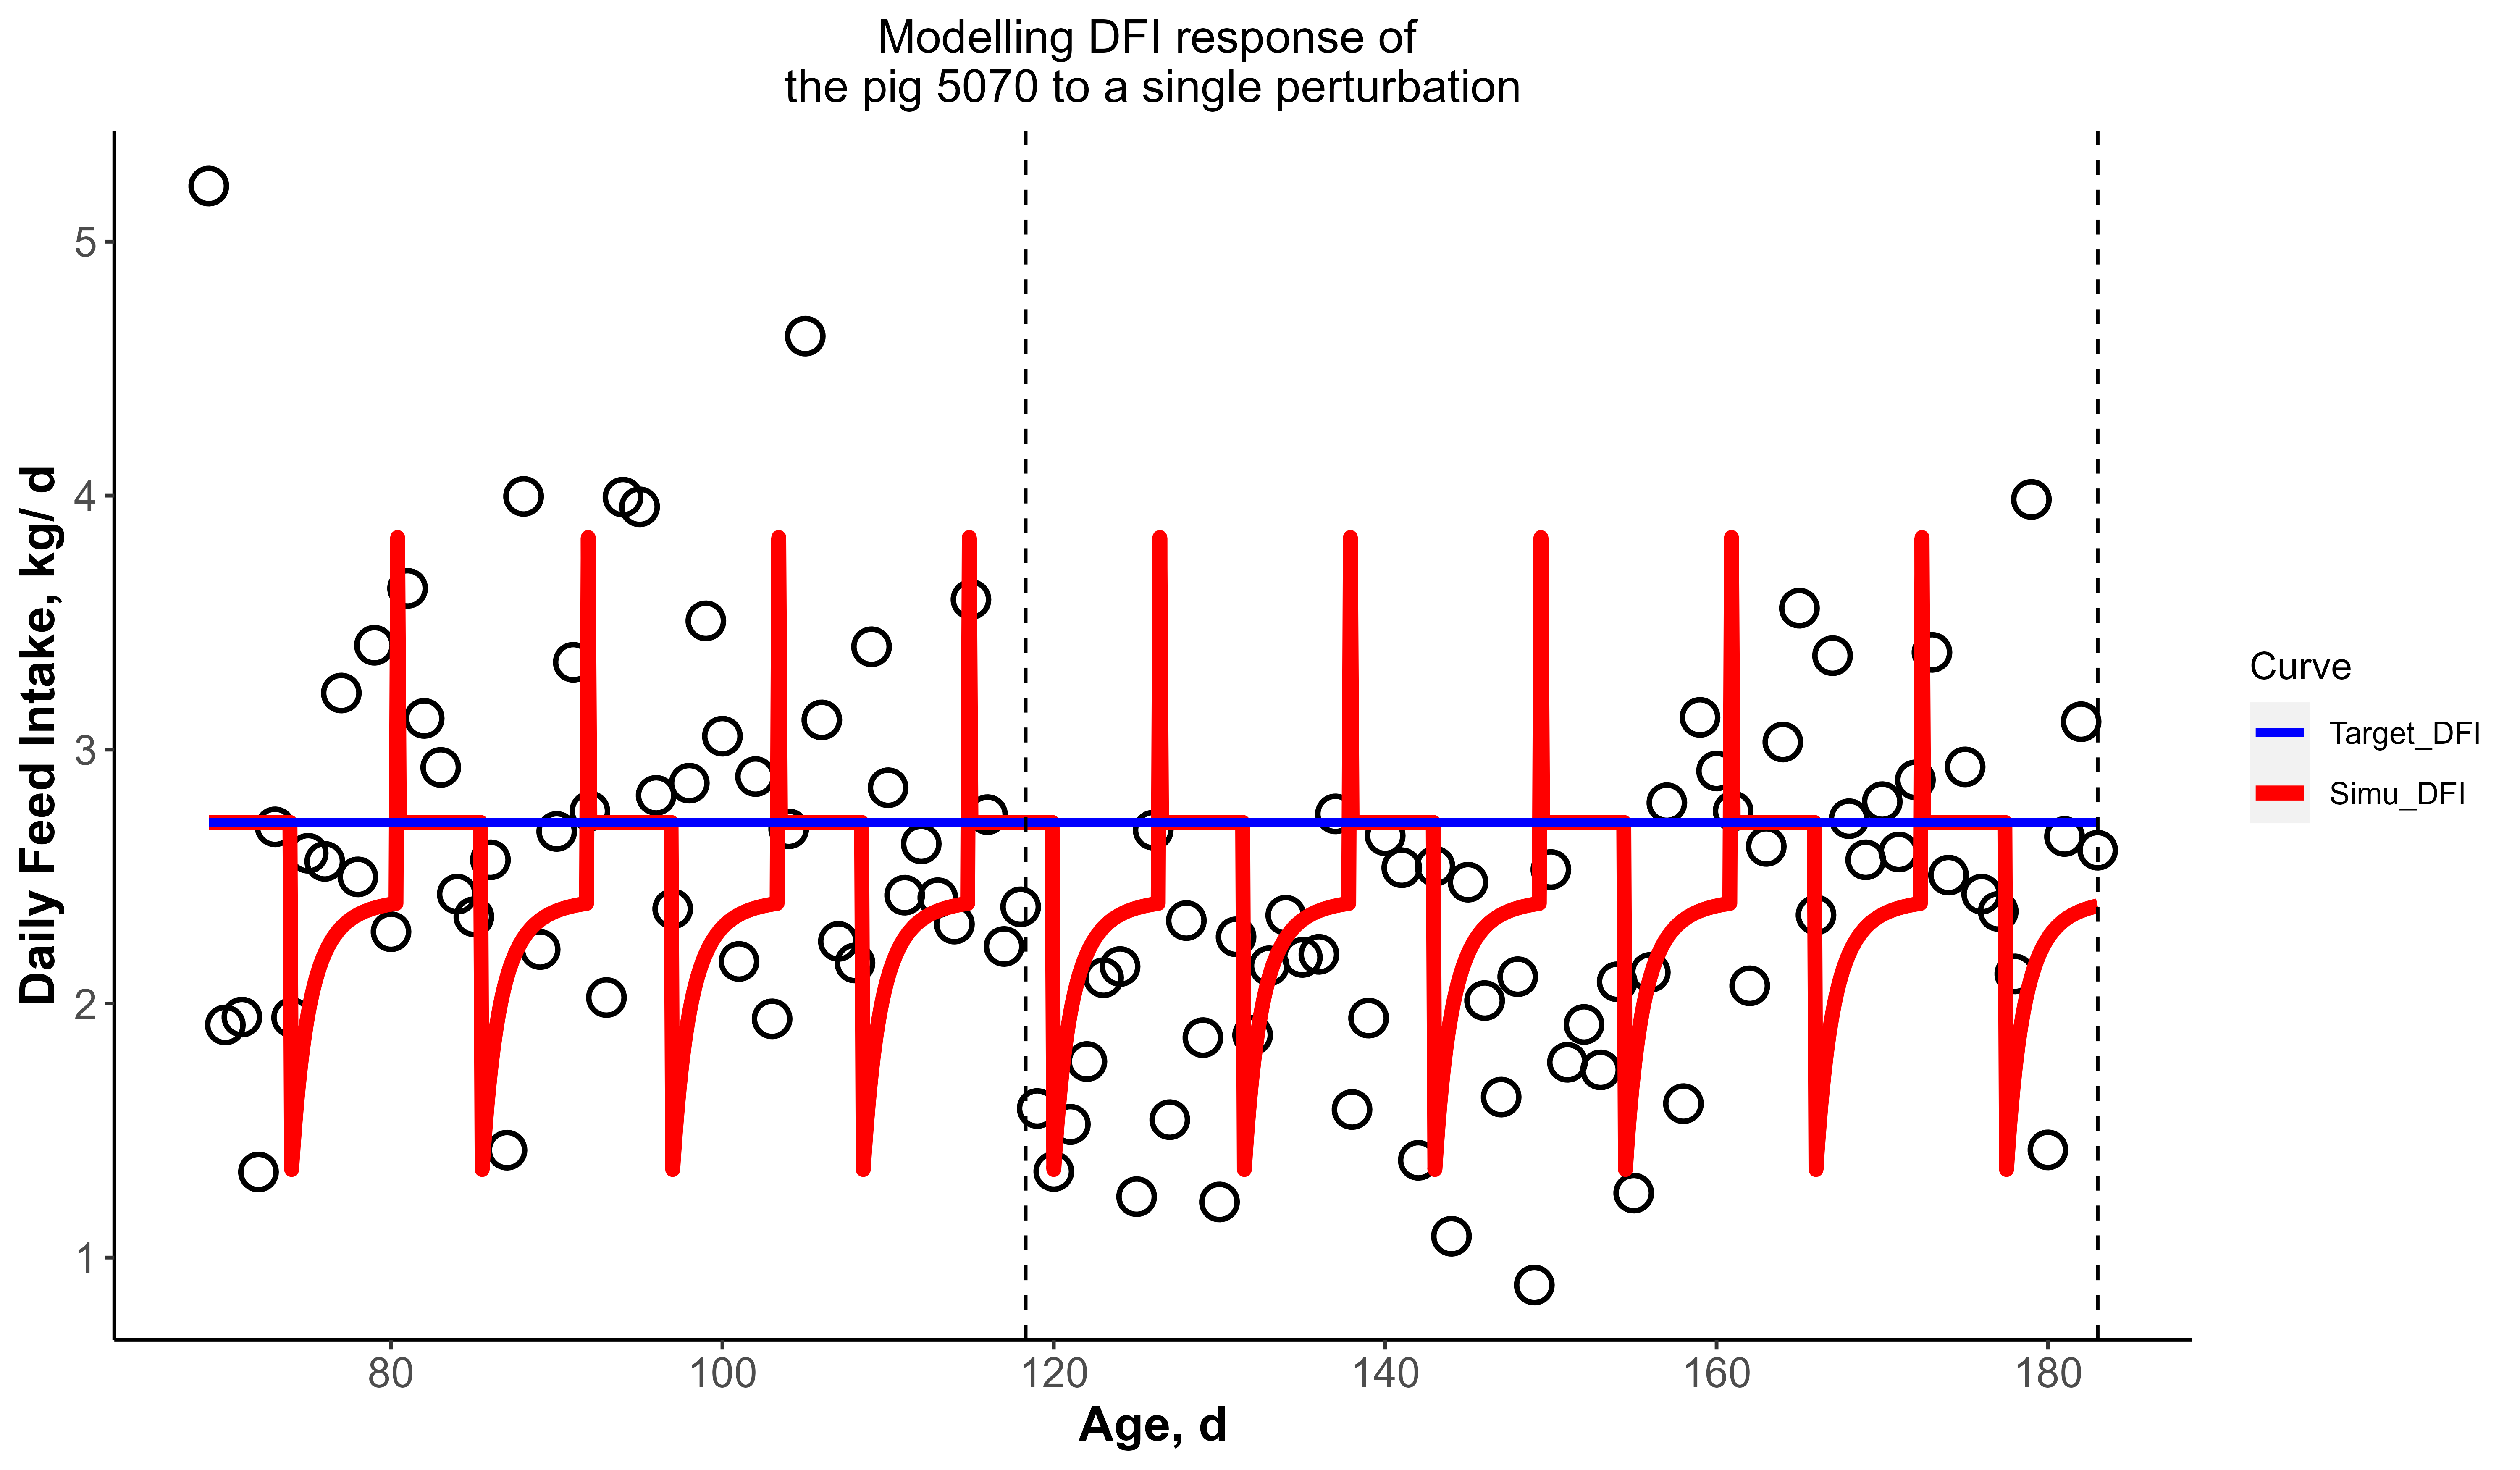 Modelling DFI response of
the pig 5070 to a single perturbation
Daily Feed Intake, kg/ d
5
4
3
2
1
80
100
120
140
160
180
Age, d
Curve
Target_DFI
Simu_DFI